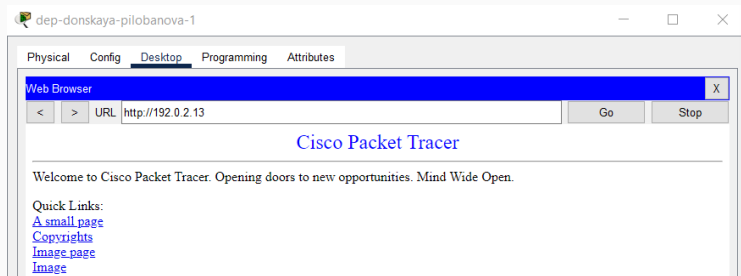 dep-donskaya-pilobanova-1
Physical Config Desktop Programming Attributes
Web Browser X
< > URL http://192.0.2.13 Go Stop
Cisco Packet Tracer
Welcome to Cisco Packet Tracer. Opening doors to new opportunities. Mind Wide Open.
Quick Links:
A small page
Copyrights
Image page
Image